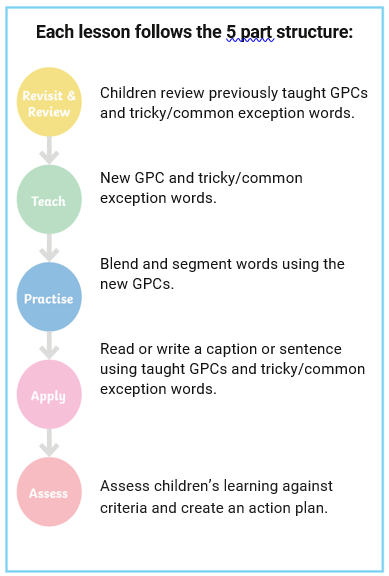 Each lesson follows the 5 part structure:
Revisit &
Review
Children review previously taught GPCs
and tricky/common exception words.
Teach
New GPC and tricky/common
exception words.
Practise
Blend and segment words using the
new GPCs.
Apply
Read or write a caption or sentence
using taught GPCs and tricky/common
exception words.
Assess
Assess children’s learning against
criteria and create an action plan.